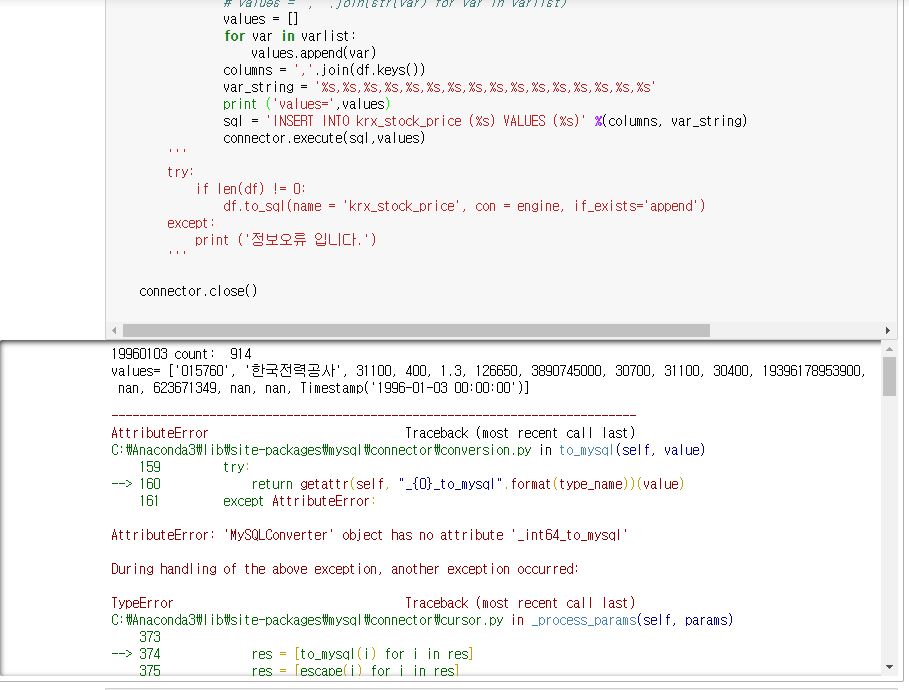 # values = ', '.join(str(var) for var in varlist)
values = []
for var in varlist:
values.append(var)
columns = ','.join(df.keys())
var_string = '%s,%s,%s,%s,%s,%s,%s,%s,%s,%s,%s,%s,%s,%s,%s,%s'
print ('values=',values)
sql = 'INSERT INTO krx_stock_price (%s) VALUES (%s)' %(columns, var_string)
connector.execute(sql,values)
'''
try:
if len(df) != 0:
df.to_sql(name = 'krx_stock_price', con = engine, if_exists='append')
except:
print ('정보오류 입니다.')
'''
connector.close()
19960103 count:  914
values= ['015760', '한국전력공사', 31100, 400, 1.3, 126650, 3890745000, 30700, 31100, 30400, 19396178953900,
nan, 623671349, nan, nan, Timestamp('1996-01-03 00:00:00')]
---------------------------------------------------------------------------
AttributeError                            Traceback (most recent call last)
C:₩Anaconda3₩lib₩site-packages₩mysql₩connector₩conversion.py in to_mysql(self, value)
159         try:
--> 160             return getattr(self, "_{0}_to_mysql".format(type_name))(value)
161         except AttributeError:
AttributeError: 'MySQLConverter' object has no attribute '_int64_to_mysql'
During handling of the above exception, another exception occurred:
TypeError                                 Traceback (most recent call last)
C:₩Anaconda3₩lib₩site-packages₩mysql₩connector₩cursor.py in _process_params(self, params)
373
--> 374             res = [to_mysql(i) for i in res]
375             res = [escape(i) for i in res]